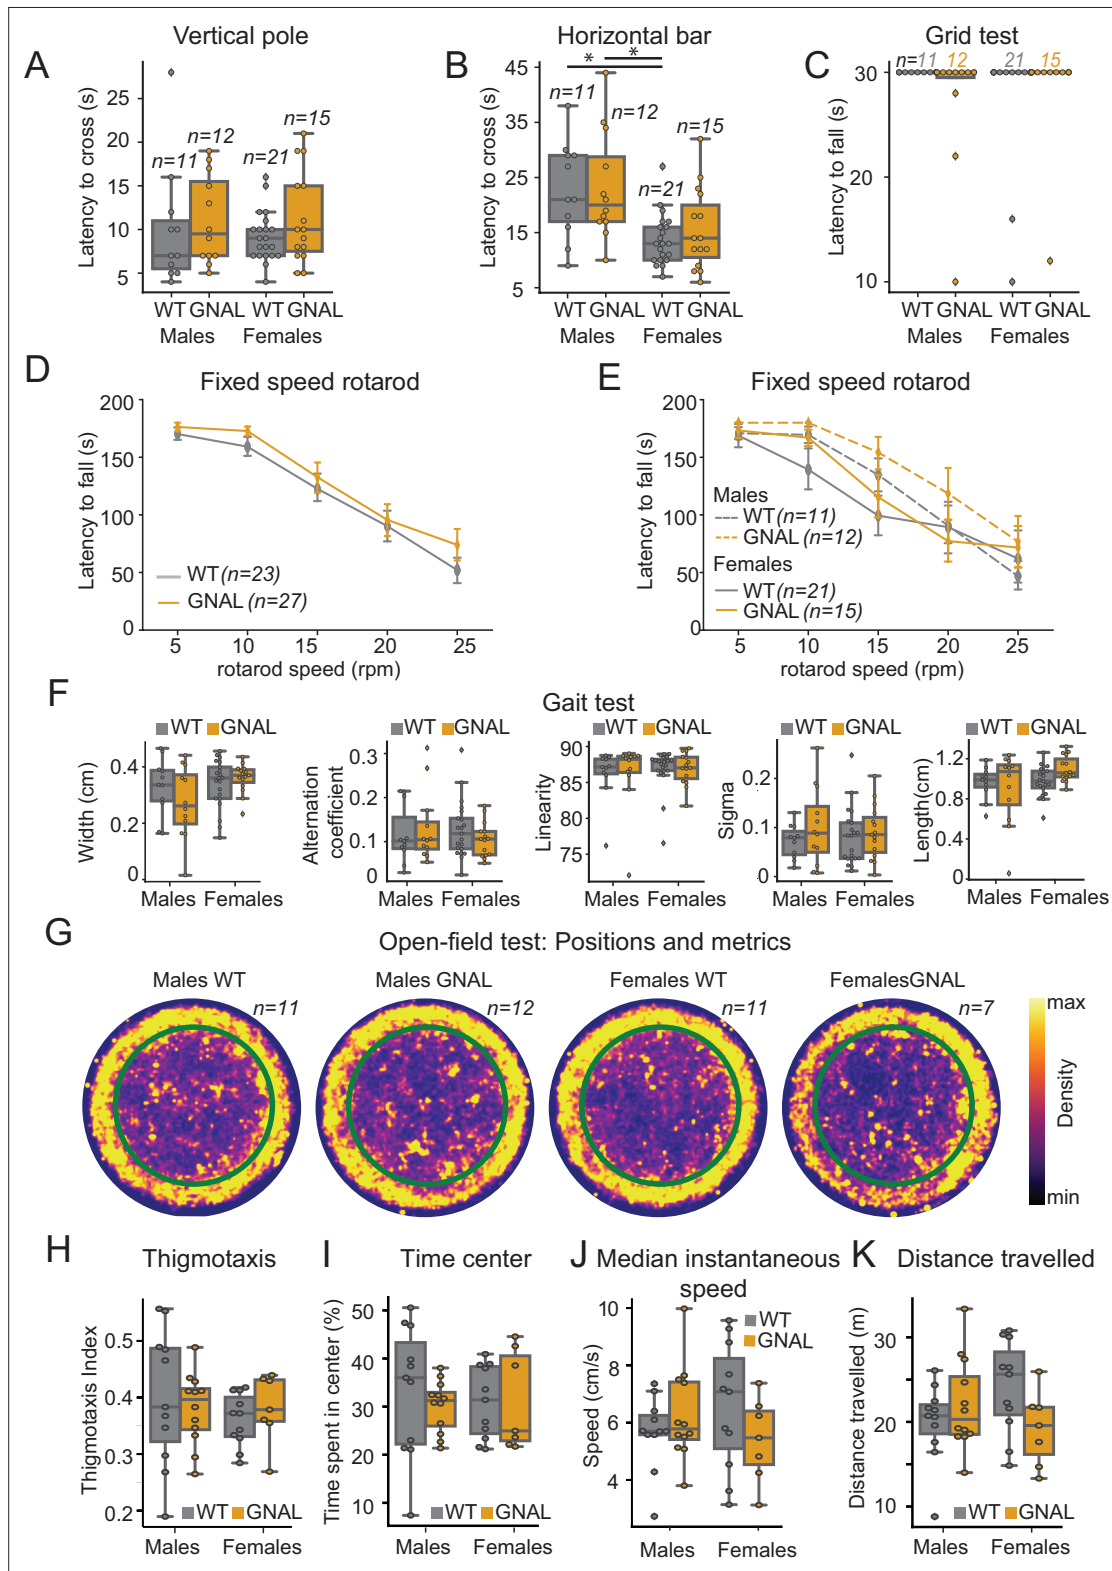 A
Vertical pole
Latency to cross (s)
25
20
15
10
5
n=11
n=12
n=21
n=15
WT GNAL WT GNAL
Males Females
B
Horizontal bar
* *
Latency to cross (s)
45
35
25
15
5
n=11
n=12
n=21
n=15
WT GNAL WT GNAL
Males Females
C
Grid test
n=11 12 21 15
Latency to fall (s)
30
20
10
WT GNAL WT GNAL
Males Females
D
Fixed speed rotarod
Latency to fall (s)
200
150
100
50
0
WT (n=23)
GNAL (n=27)
5 10 15 20 25
rotarod speed (rpm)
E
Fixed speed rotarod
Latency to fall (s)
200
150
100
50
0
Males
WT (n=11)
GNAL (n=12)
Females
WT (n=21)
GNAL (n=15)
5 10 15 20 25
rotarod speed (rpm)
F
Gait test
WT GNAL
Width (cm)
0.4
0.2
0
Males Females
WT GNAL
Alternation
coefficient
0.3
0.2
0.1
0
Males Females
WT GNAL
Linearity
90
85
80
75
Males Females
WT GNAL
Sigma
0.2
0.1
0
Males Females
WT GNAL
Length(cm)
1.2
0.8
0.4
0
Males Females
G
Open-field test: Positions and metrics
Males WT
n=11
Males GNAL
n=12
Females WT
n=11
FemalesGNAL
n=7
max
Density
min
H
Thigmotaxis
Thigmotaxis Index
0.5
0.4
0.3
0.2
WT GNAL
Males Females
I
Time center
Time spent in center (%)
50
40
30
20
10
WT GNAL
Males Females
J
Median instantaneous
speed
Speed (cm/s)
10
8
6
4
WT
GNAL
Males Females
K
Distance travelled
Distance travelled (m)
30
20
10
WT GNAL
Males Females